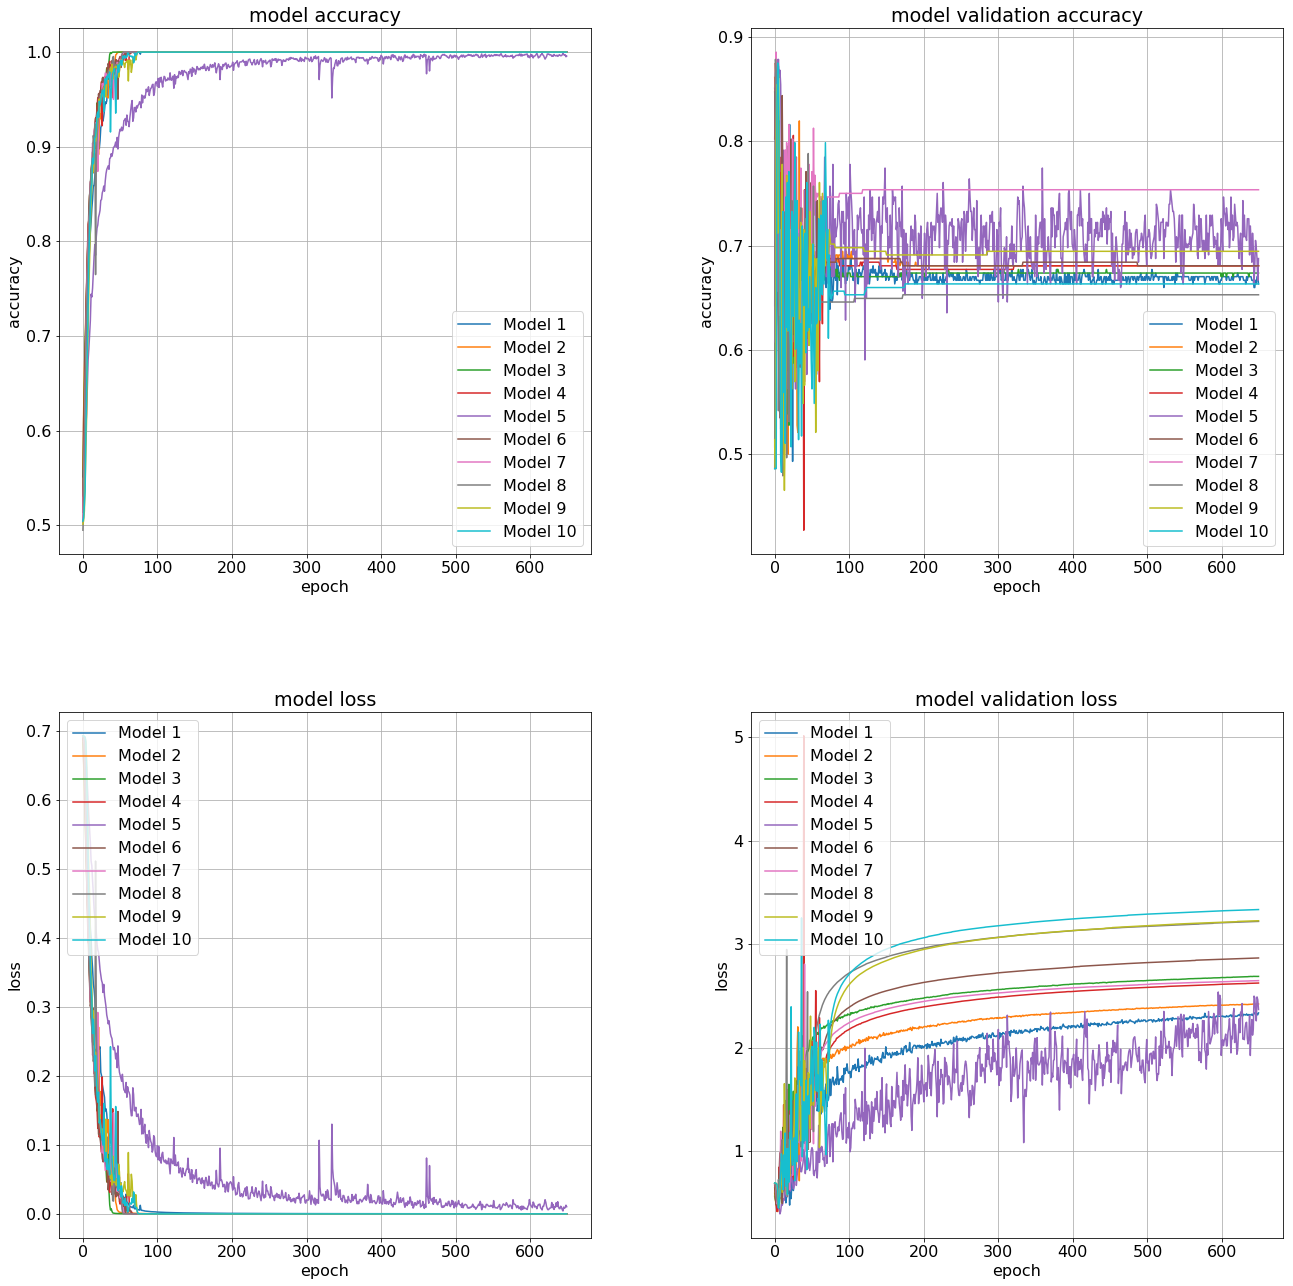 model accuracy
accuracy
1.0
0.9
0.8
0.7
0.6
0.5
Model 1
Model 2
Model 3
Model 4
Model 5
Model 6
Model 7
Model 8
Model 9
Model 10
0 100 200 300 400 500 600
epoch
model validation accuracy
accuracy
0.9
0.8
0.7
0.6
0.5
Model 1
Model 2
Model 3
Model 4
Model 5
Model 6
Model 7
Model 8
Model 9
Model 10
0 100 200 300 400 500 600
epoch
model loss
loss
0.7
0.6
0.5
0.4
0.3
0.2
0.1
0.0
Model 1
Model 2
Model 3
Model 4
Model 5
Model 6
Model 7
Model 8
Model 9
Model 10
0 100 200 300 400 500 600
epoch
model validation loss
loss
5
4
3
2
1
Model 1
Model 2
Model 3
Model 4
Model 5
Model 6
Model 7
Model 8
Model 9
Model 10
0 100 200 300 400 500 600
epoch